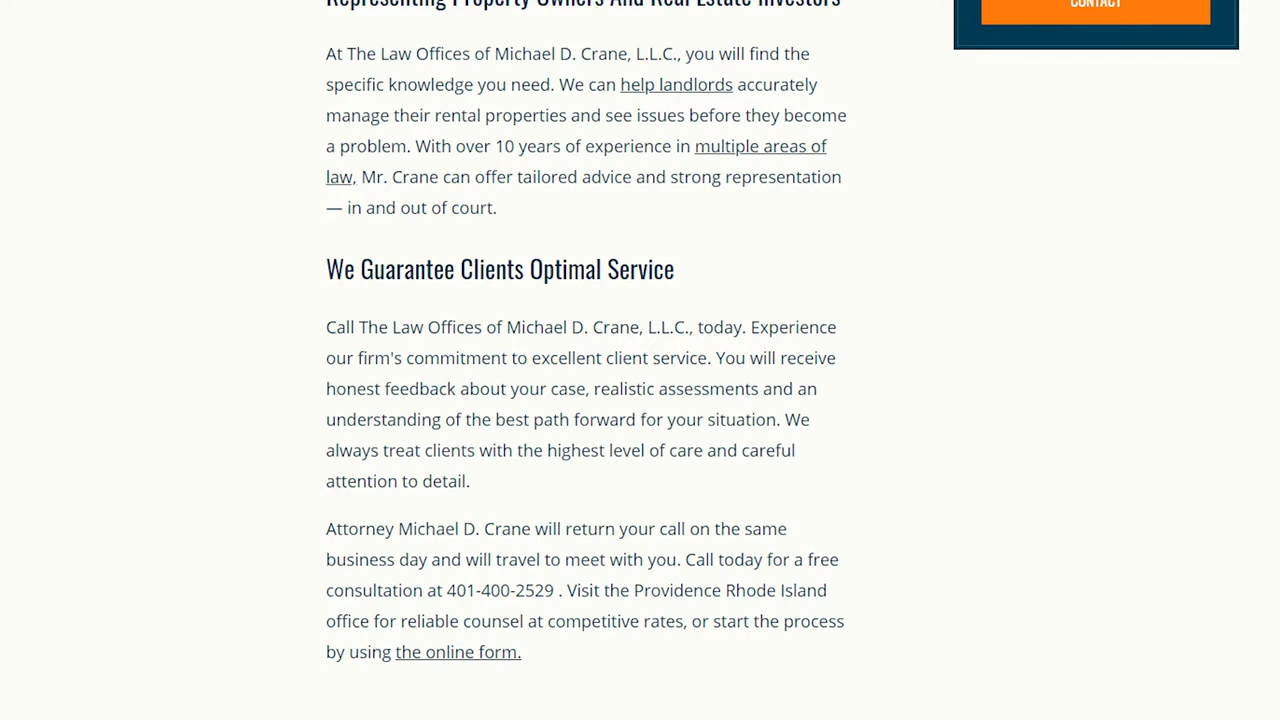 Representing Property Owners And Real Estate Investors
CONTACT
At The Law Offices of Michael D. Crane, L.L.C., you will find the
specific knowledge you need. We can help landlords accurately
manage their rental properties and see issues before they become
a problem. With over 10 years of experience in multiple areas of
law, Mr. Crane can offer tailored advice and strong representation
— in and out of court.
We Guarantee Clients Optimal Service
Call The Law Offices of Michael D. Crane, L.L.C., today. Experience
our firm's commitment to excellent client service. You will receive
honest feedback about your case, realistic assessments and an
understanding of the best path forward for your situation. We
always treat clients with the highest level of care and careful
attention to detail.
Attorney Michael D. Crane will return your call on the same
business day and will travel to meet with you. Call today for a free
consultation at 401-400-2529 . Visit the Providence Rhode Island
office for reliable counsel at competitive rates, or start the process
by using the online form.